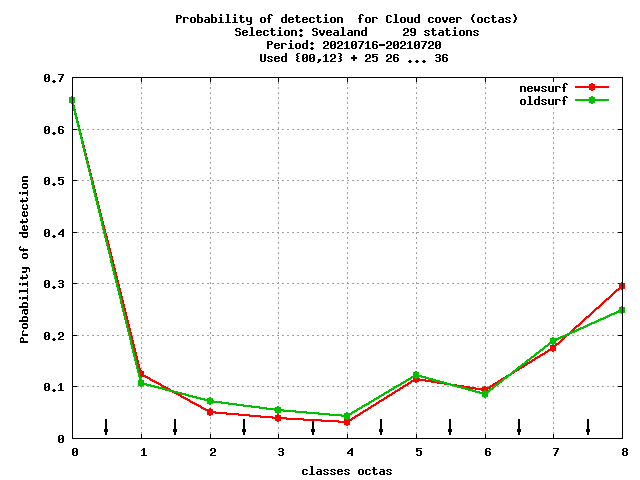 Probability of detection  for Cloud cover (octas)
Selection: Svealand     29 stations
Period: 20210716-20210720
Used {00,12} + 25 26 ... 36
newsurf
oldsurf
Probability of detection
0.7
0.6
0.5
0.4
0.3
0.2
0.1
0
0 1 2 3 4 5 6 7 8
classes octas